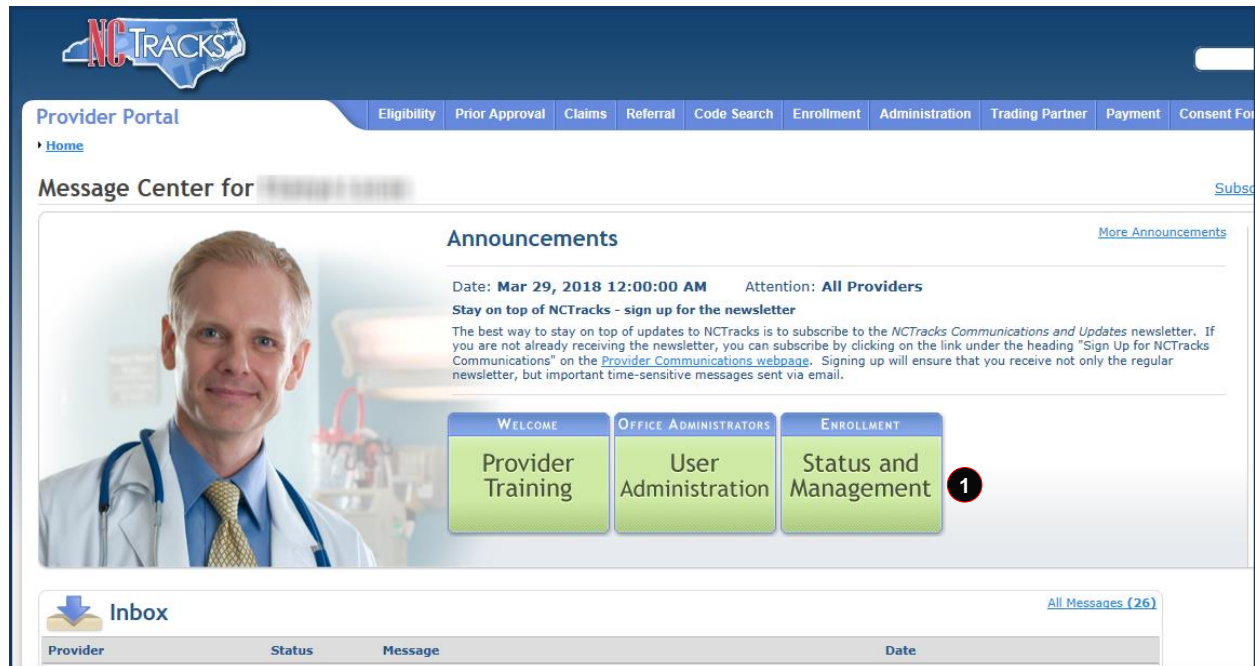 NCTRACKS
Provider Portal
Eligibility Prior Approval Claims Referral Code Search Enrollment Administration Trading Partner Payment Consent For
Home
Message Center for
Subsc
Announcements
More Announcements
Date: Mar 29, 2018 12:00:00 AM Attention: All Providers
Stay on top of NCTracks - sign up for the newsletter
The best way to stay on top of updates to NCTracks is to subscribe to the NCTracks Communications and Updates newsletter. If
you are not already receiving the newsletter, you can subscribe by clicking on the link under the heading "Sign Up for NCTracks
Communications" on the Provider Communications webpage. Signing up will ensure that you receive not only the regular
newsletter, but important time-sensitive messages sent via email.
WELCOME
Provider
Training
OFFICE ADMINISTRATORS
User
Administration
ENROLLMENT
Status and
Management
1
Inbox
All Messages (26)
Provider Status Message Date